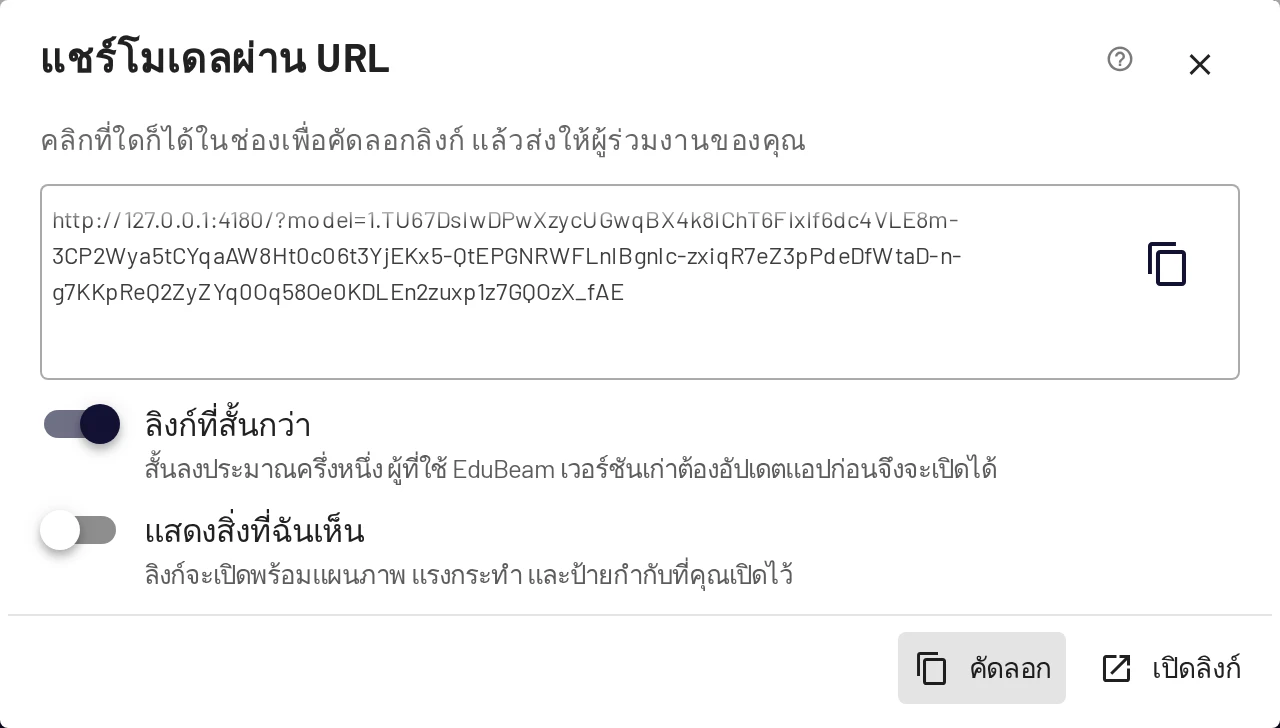 แชร์โมเดลผ่าน URL
คลิกที่ใดก็ได้ในช่องเพื่อคัดลอกลิงก์ แล้วส่งให้ผู้ร่วมงานของคุณ
http://127.0.0.1:4180/?model=1.TU67DsIwDPwXzycUGwqBX4k8IChT6FIxIf6dc4VLE8m-
3CP2Wya5tCYqaAW8Ht0c06t3YjEKx5-QtEPGNRWFLnIBgnIc-zxiqR7eZ3pPdeDfWtaD-n-
g7KKpReQ2ZyZYq0Oq58Oe0KDLEn2zuxp1z7GQOzX_fAE
ลิงก์ที่สั้นกว่า
สั้นลงประมาณครึ่งหนึ่ง ผู้ที่ใช้ EduBeam เวอร์ชันเก่าต้องอัปเดตแอปก่อนจึงจะเปิดได้
แสดงสิ่งที่ฉันเห็น
ลิงก์จะเปิดพร้อมแผนภาพ แรงกระทำ และป้ายกำกับที่คุณเปิดไว้
คัดลอก
เปิดลิงก์